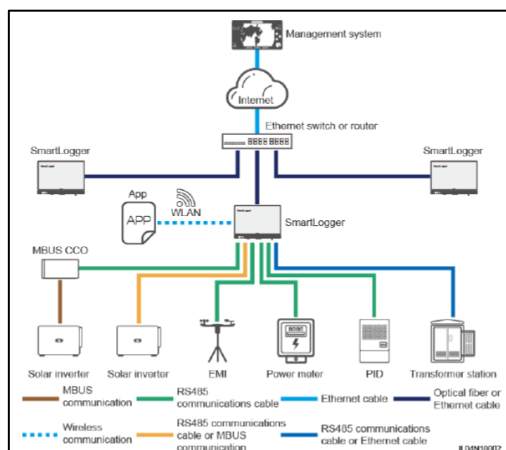 Management system
Internet
Ethernet switch or router
SmartLogger
SmartLogger
App
APP
WLAN
SmartLogger
MBUS CCO
Solar inverter
Solar inverter
EMI
Power meter
PID
Transformer station
MBUS
communication
RS485
communications cable
Ethernet cable
Optical fiber or
Ethernet cable
Wireless
communication
RS485 communications
cable or MBUS
communication
RS485 communications
cable or Ethernet cable